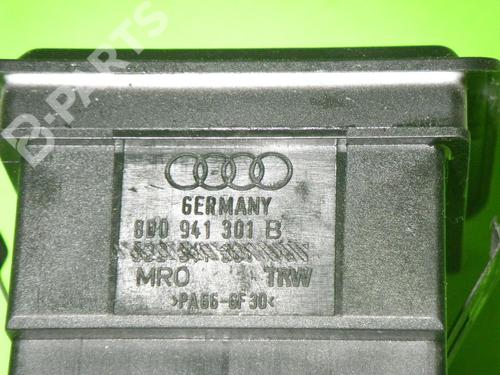 B-PARTS
GERMANY
8D0 941 301 B
MRO TRW
>PA66-GF30<